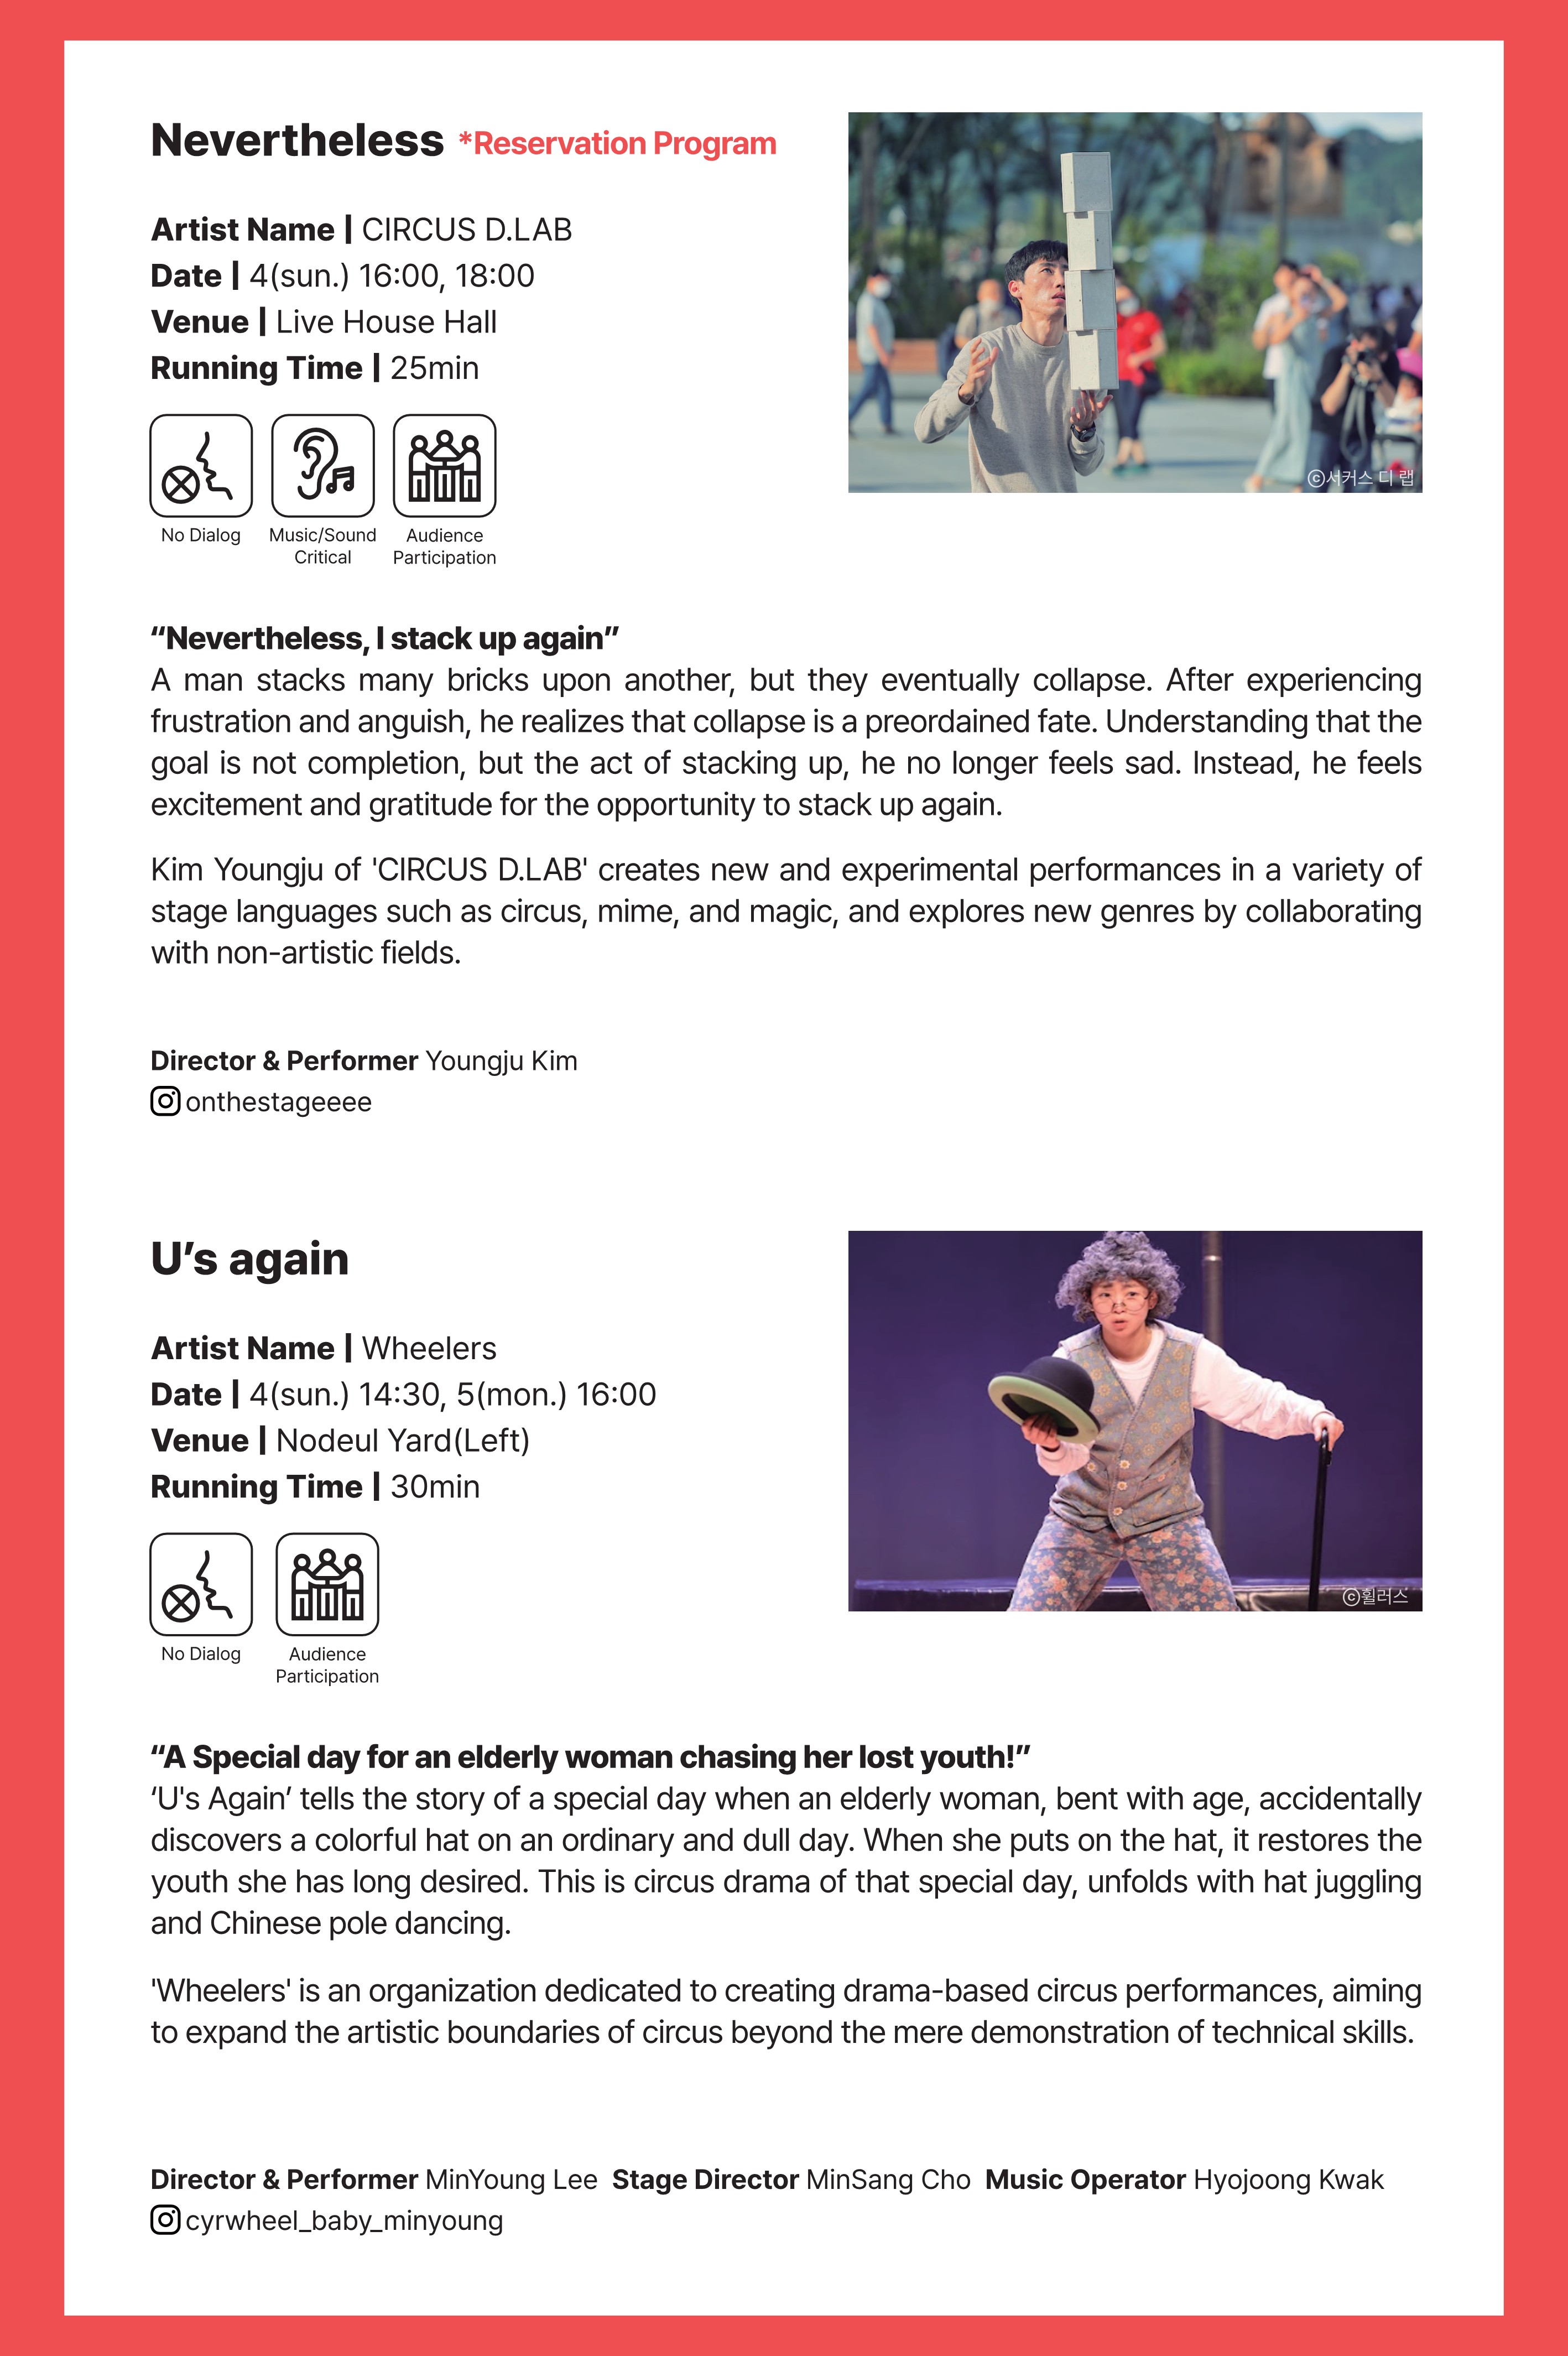 Nevertheless *Reservation Program
Artist Name | CIRCUS D.LAB
Date | 4(sun.) 16:00, 18:00
Venue | Live House Hall
Running Time | 25min
ⓒ서커스 디 랩
No Dialog
Music/Sound
Critical
Audience
Participation
“Nevertheless, I stack up again”
A man stacks many bricks upon another, but they eventually collapse. After experiencing
frustration and anguish, he realizes that collapse is a preordained fate. Understanding that the
goal is not completion, but the act of stacking up, he no longer feels sad. Instead, he feels
excitement and gratitude for the opportunity to stack up again.
Kim Youngju of 'CIRCUS D.LAB' creates new and experimental performances in a variety of
stage languages such as circus, mime, and magic, and explores new genres by collaborating
with non-artistic fields.
Director & Performer Youngju Kim
onthestageeee
U’s again
Artist Name | Wheelers
Date | 4(sun.) 14:30, 5(mon.) 16:00
Venue | Nodeul Yard(Left)
Running Time | 30min
ⓒ휠러스
No Dialog
Audience
Participation
“A Special day for an elderly woman chasing her lost youth!”
‘U's Again’ tells the story of a special day when an elderly woman, bent with age, accidentally
discovers a colorful hat on an ordinary and dull day. When she puts on the hat, it restores the
youth she has long desired. This is circus drama of that special day, unfolds with hat juggling
and Chinese pole dancing.
'Wheelers' is an organization dedicated to creating drama-based circus performances, aiming
to expand the artistic boundaries of circus beyond the mere demonstration of technical skills.
Director & Performer MinYoung Lee Stage Director MinSang Cho Music Operator Hyojoong Kwak
cyrwheel_baby_minyoung